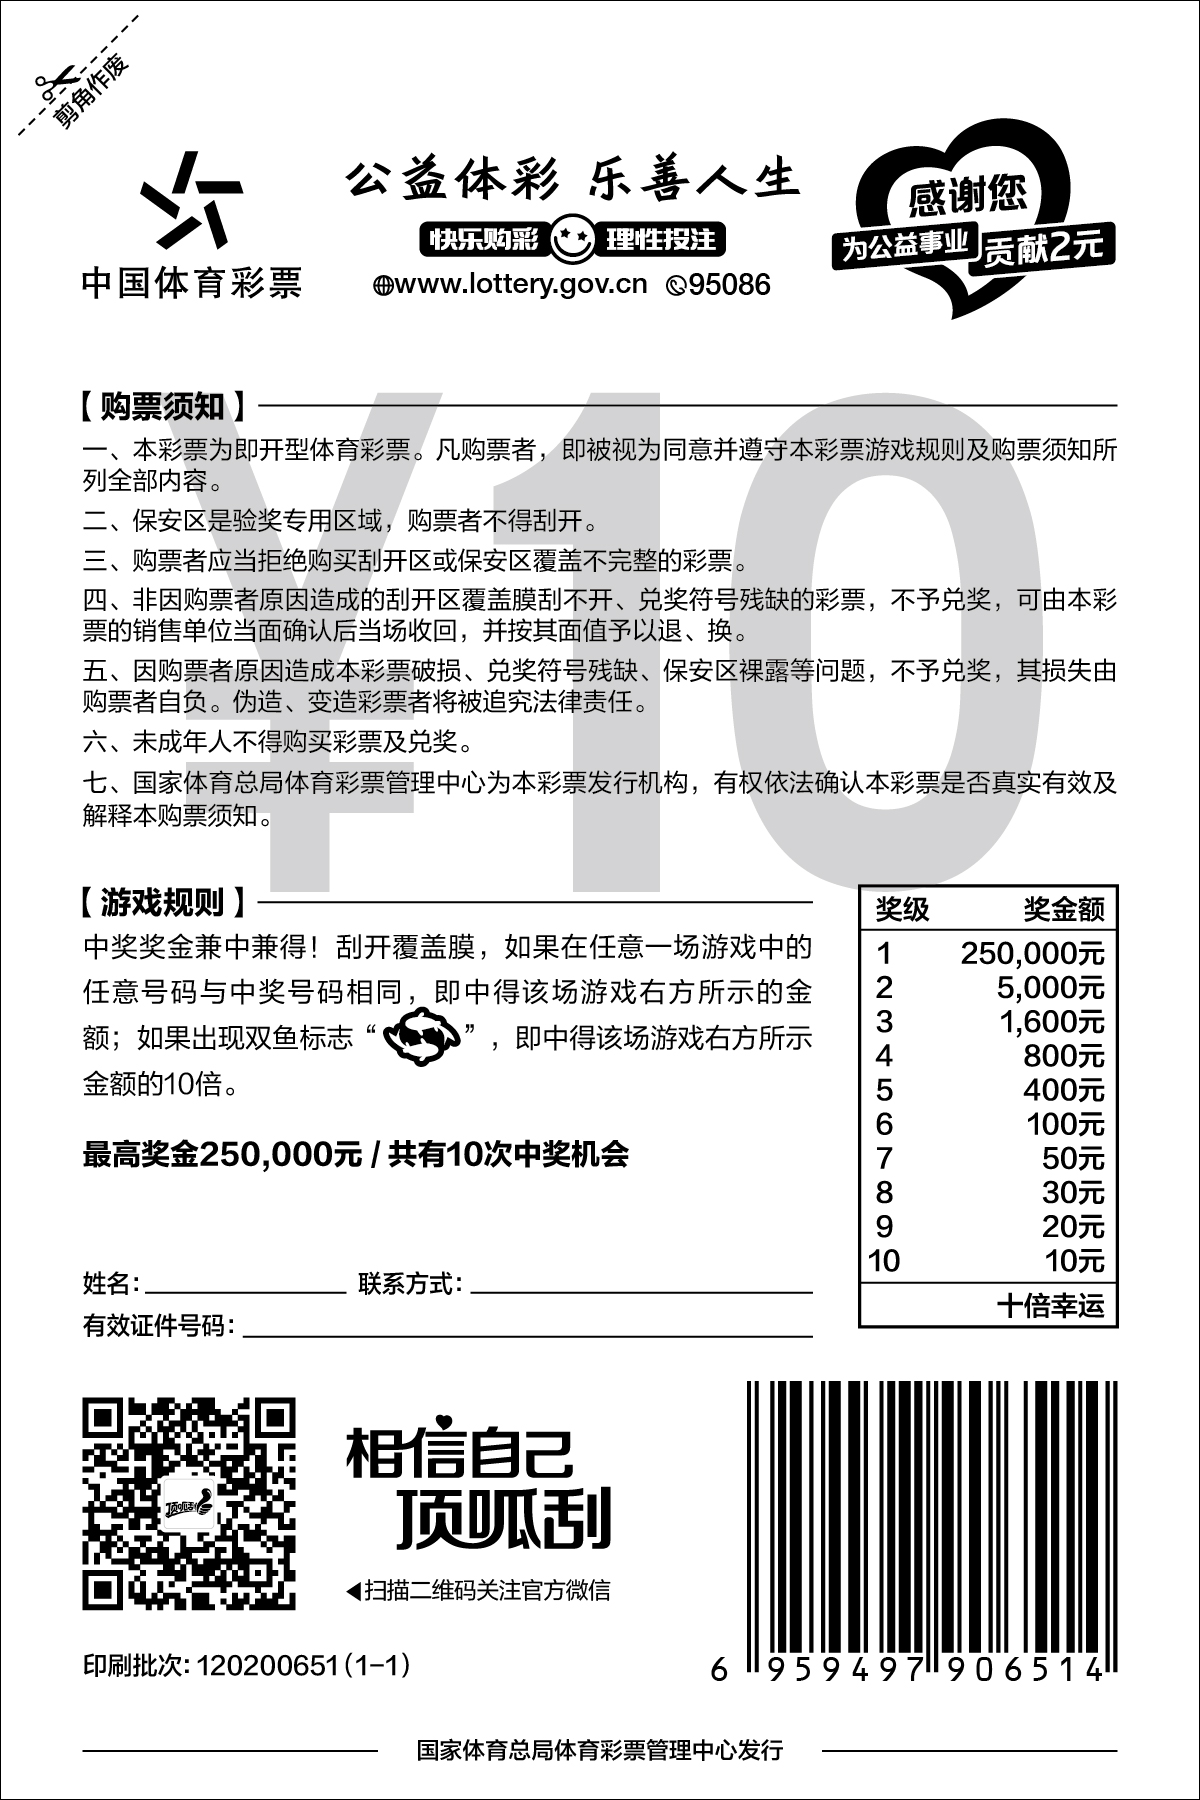 剪角作废
中国体育彩票
公益体彩 乐善人生
快乐购彩 理性投注
www.lottery.gov.cn 95086
感谢您
为公益事业 贡献2元
¥10
【购票须知】
一、本彩票为即开型体育彩票。凡购票者，即被视为同意并遵守本彩票游戏规则及购票须知所
列全部内容。
二、保安区是验奖专用区域，购票者不得刮开。
三、购票者应当拒绝购买刮开区或保安区覆盖不完整的彩票。
四、非因购票者原因造成的刮开区覆盖膜刮不开、兑奖符号残缺的彩票，不予兑奖，可由本彩
票的销售单位当面确认后当场收回，并按其面值予以退、换。
五、因购票者原因造成本彩票破损、兑奖符号残缺、保安区裸露等问题，不予兑奖，其损失由
购票者自负。伪造、变造彩票者将被追究法律责任。
六、未成年人不得购买彩票及兑奖。
七、国家体育总局体育彩票管理中心为本彩票发行机构，有权依法确认本彩票是否真实有效及
解释本购票须知。
【游戏规则】
中奖奖金兼中兼得！刮开覆盖膜，如果在任意一场游戏中的
任意号码与中奖号码相同，即中得该场游戏右方所示的金
额；如果出现双鱼标志“ ”，即中得该场游戏右方所示
金额的10倍。
最高奖金250,000元 / 共有10次中奖机会
奖级 奖金额
1 250,000元
2 5,000元
3 1,600元
4 800元
5 400元
6 100元
7 50元
8 30元
9 20元
10 10元
十倍幸运
姓名： 联系方式：
有效证件号码：
顶呱刮
相信自己
顶呱刮
扫描二维码关注官方微信
印刷批次：120200651(1-1)
6 959497 906514
国家体育总局体育彩票管理中心发行